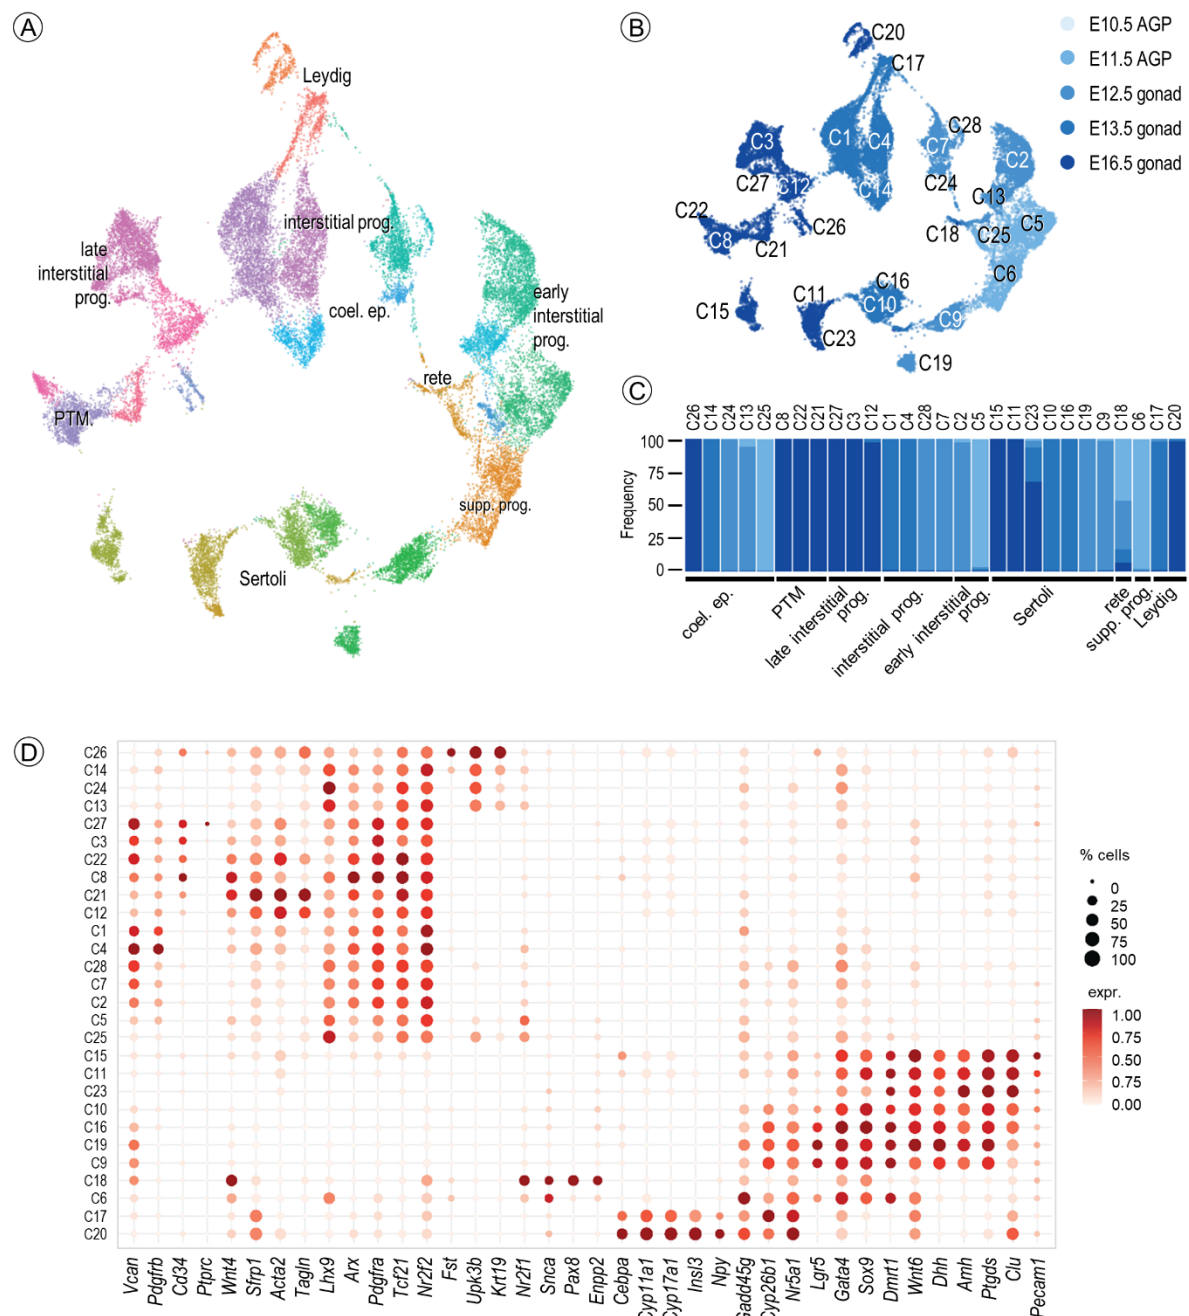 A
Leydig
interstitial prog.
late
interstitial
prog.
coel. ep.
early
interstitial
prog.
rete
PTM.
supp. prog.
Sertoli
B
C20
C17
C28
C1
C4
C7
C3
C2
C27
C12
C14
C24
C13
C22
C26
C18
C25
C5
C8
C21
C6
C16
C15
C11
C10
C9
C23
C19
E10.5 AGP
E11.5 AGP
E12.5 gonad
E13.5 gonad
E16.5 gonad
C
C26 C14 C24 C13 C25 C8 C22 C21 C27 C3 C12 C1 C4 C28 C7 C2 C5 C15 C11 C23 C10 C16 C19 C9 C18 C6 C17 C20
Frequency
100
75
50
25
0
coel. ep.
PTM
late interstitial
prog.
interstitial prog.
early interstitial
prog.
Sertoli
rete
supp. prog.
Leydig
D
C26
C14
C24
C13
C27
C3
C22
C8
C21
C12
C1
C4
C28
C7
C2
C5
C25
C15
C11
C23
C10
C16
C19
C9
C18
C6
C17
C20
Vcan Pdgfrb Cd34 Ptprc Wnt4 Sfrp1 Acta2 Tagln Lhx9 Arx Pdgfra Tcf21 Nr2f2 Fst Upk3b Krt19 Nr2f1 Snca Pax8 Enpp2 Cebpa Cyp11a1 Cyp17a1 Insl3 Npy Gadd45g Cyp26b1 Nr5a1 Lgr5 Gata4 Sox9 Dmrt1 Wnt6 Dhh Amh Ptgds Clu Pecam1
% cells
0
25
50
75
100
expr.
1.00
0.75
0.50
0.75
0.00